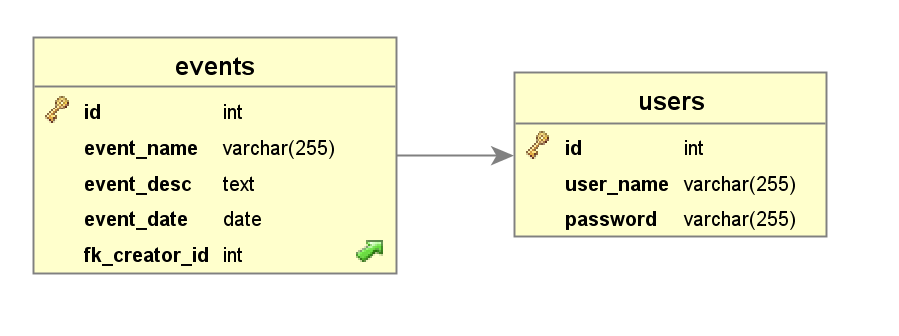 events
id int
event_name varchar(255)
event_desc text
event_date date
fk_creator_id int
users
id int
user_name varchar(255)
password varchar(255)